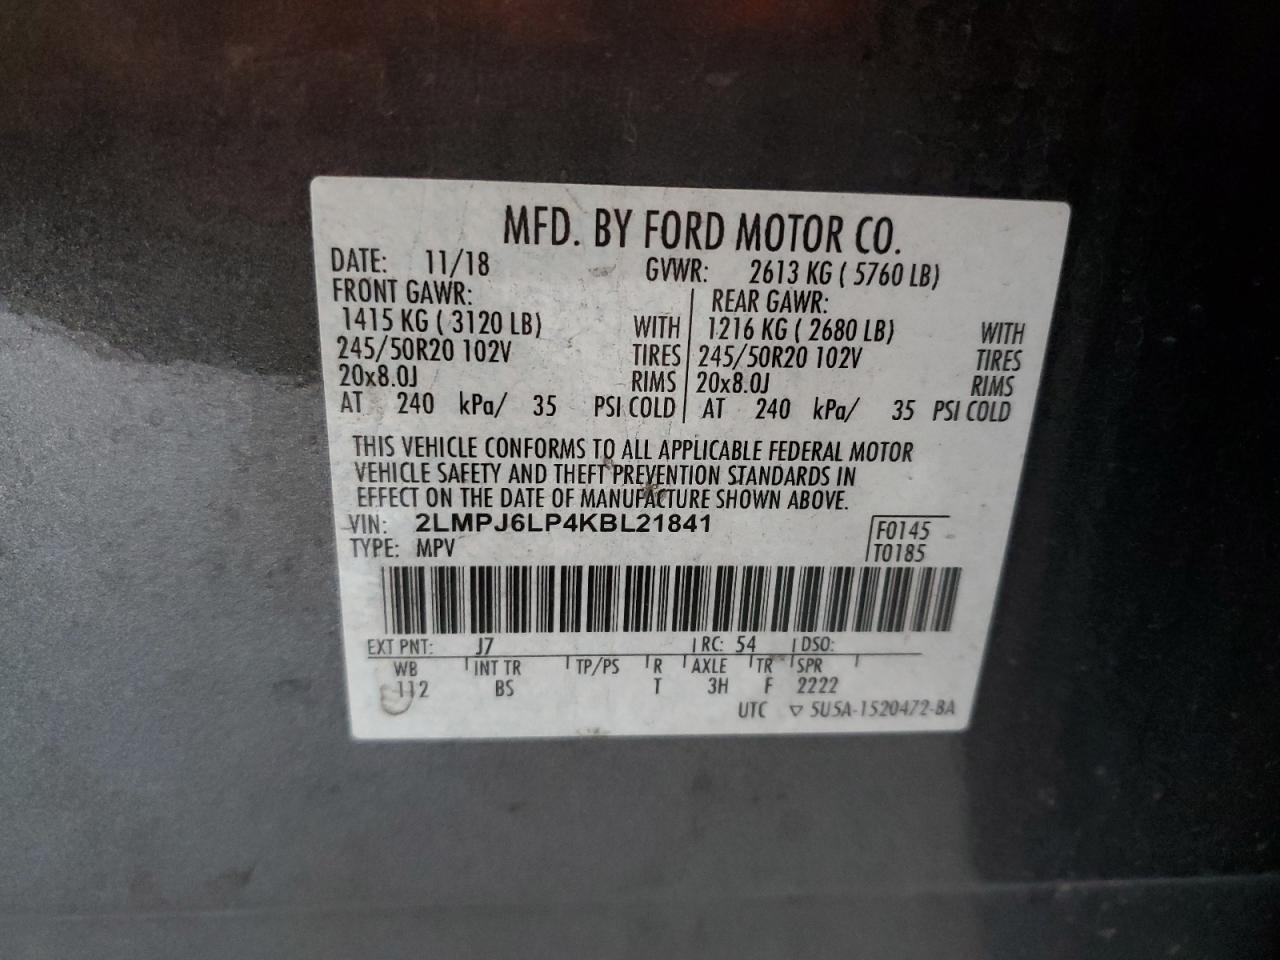 MFD. BY FORD MOTOR CO.
DATE: 11/18 GVWR: 2613 KG ( 5760 LB)
FRONT GAWR: REAR GAWR:
1415 KG ( 3120 LB) WITH 1216 KG ( 2680 LB) WITH
245/50R20 102V TIRES 245/50R20 102V TIRES
20x8.0J RIMS 20x8.0J RIMS
AT 240 kPa/ 35 PSI COLD AT 240 kPa/ 35 PSI COLD
THIS VEHICLE CONFORMS TO ALL APPLICABLE FEDERAL MOTOR
VEHICLE SAFETY AND THEFT PREVENTION STANDARDS IN
EFFECT ON THE DATE OF MANUFACTURE SHOWN ABOVE.
VIN: 2LMPJ6LP4KBL21841 F0145
TYPE: MPV T0185
EXT PNT: J7 RC: 54 DSO:
WB INT TR TP/PS R AXLE TR SPR
112 BS T 3H F 2222
UTC ▽ 5U5A-1520472-BA